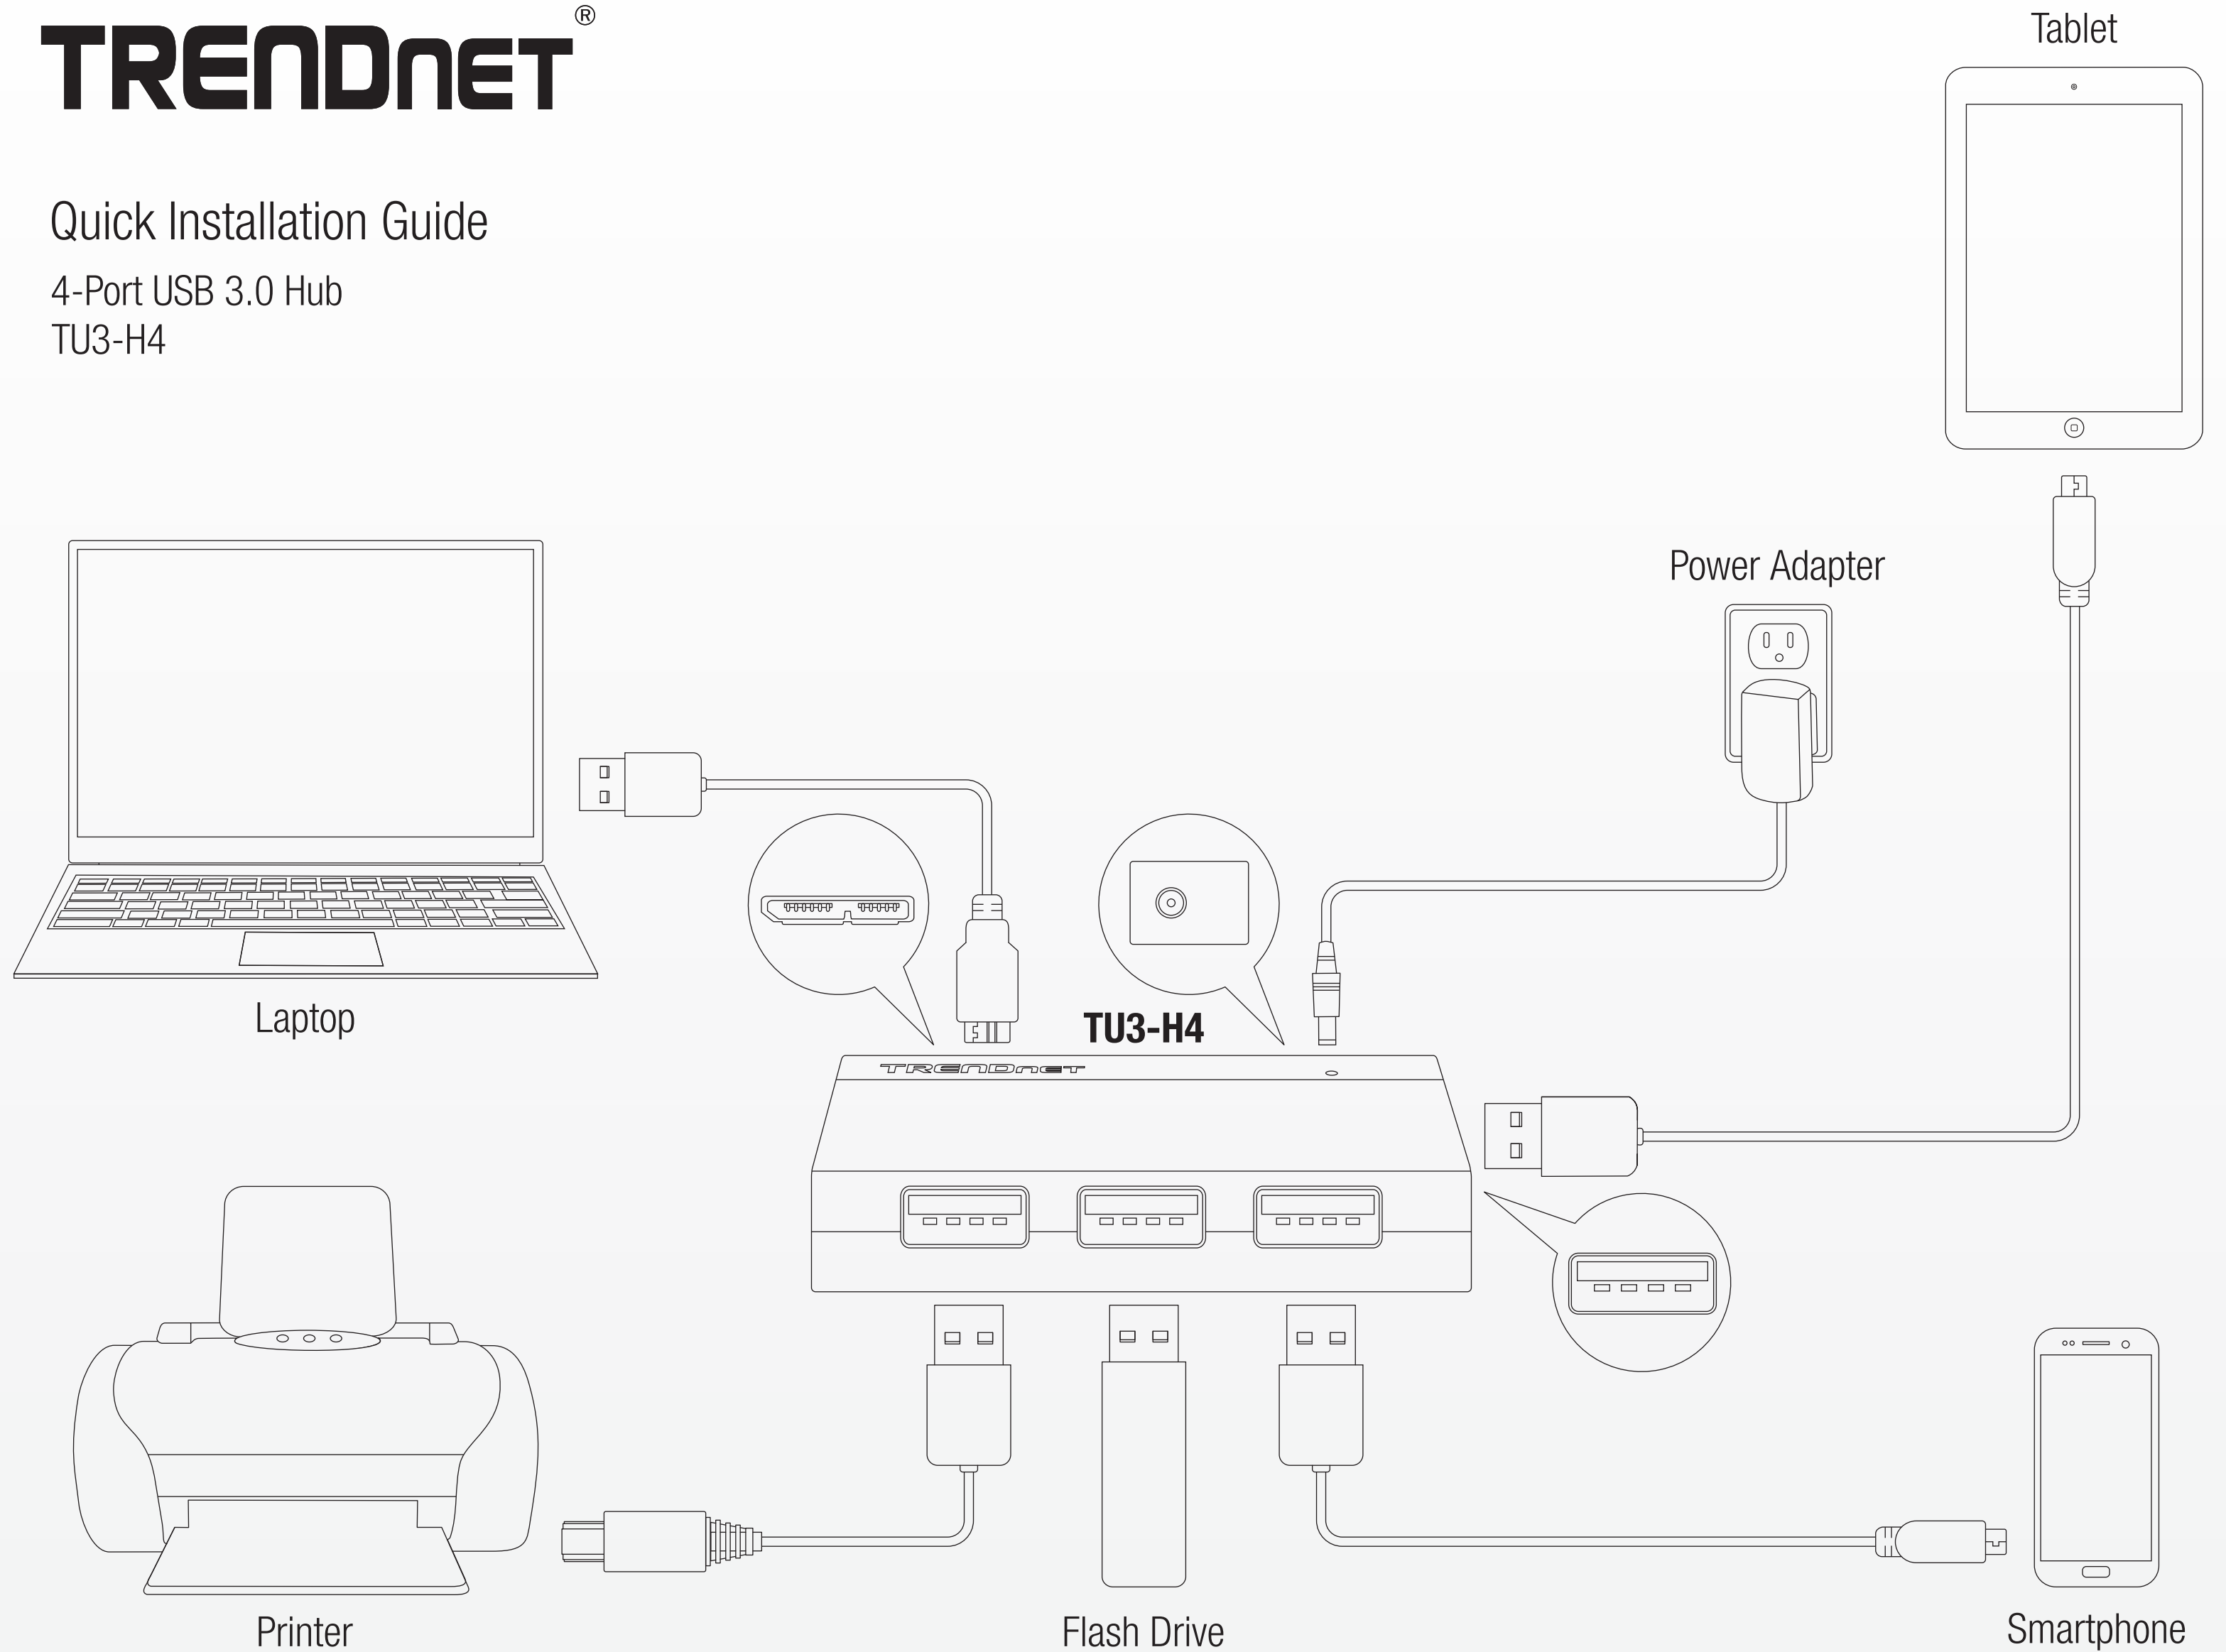 TRENDnet®
Quick Installation Guide
4-Port USB 3.0 Hub
TU3-H4
Tablet
Power Adapter
Laptop
TU3-H4
TRENDnet
Printer
Flash Drive
Smartphone